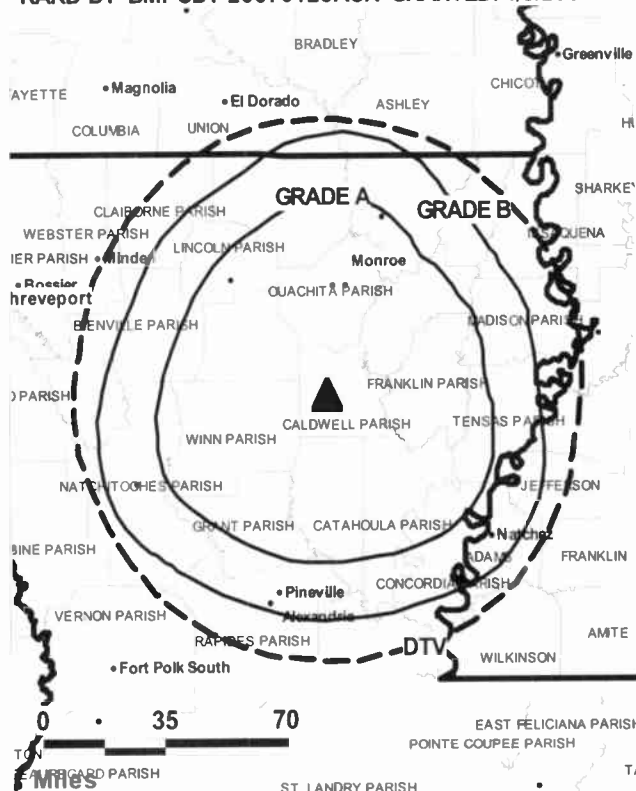 BRADLEY
Greenville
CHICOT
Magnolia
El Dorado
ASHLEY
COLUMBIA
UNION
SHARKEY
GRADE A
GRADE B
CLAIBORNE PARISH
WEBSTER PARISH
LINCOLN PARISH
IER PARISH
Minden
Monroe
Bossier
hreveport
OUACHITA PARISH
BIENVILLE PARISH
MADISON PARISH
FRANKLIN PARISH
PARISH
CALDWELL PARISH
TENSAS PARISH
WINN PARISH
NATCHITOCHES PARISH
JEFFERSON
GRANT PARISH
CATAHOULA PARISH
Natchez
BINE PARISH
ADAMS
FRANKLIN
CONCORDIA PARISH
Pineville
Alexandria
VERNON PARISH
AMITE
RAPIDES PARISH
DTV
WILKINSON
Fort Polk South
0 35 70
EAST FELICIANA PARISH
POINTE COUPEE PARISH
Miles
ST. LANDRY PARISH